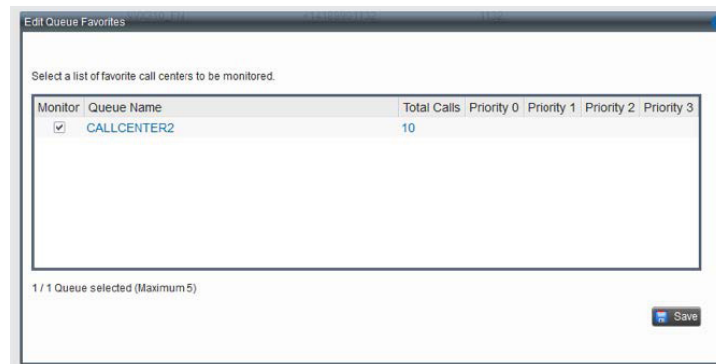 Edit Queue Favorites
Select a list of favorite call centers to be monitored.
Monitor Queue Name Total Calls Priority 0 Priority 1 Priority 2 Priority 3
CALLCENTER2 10
1 / 1 Queue selected (Maximum 5)
Save